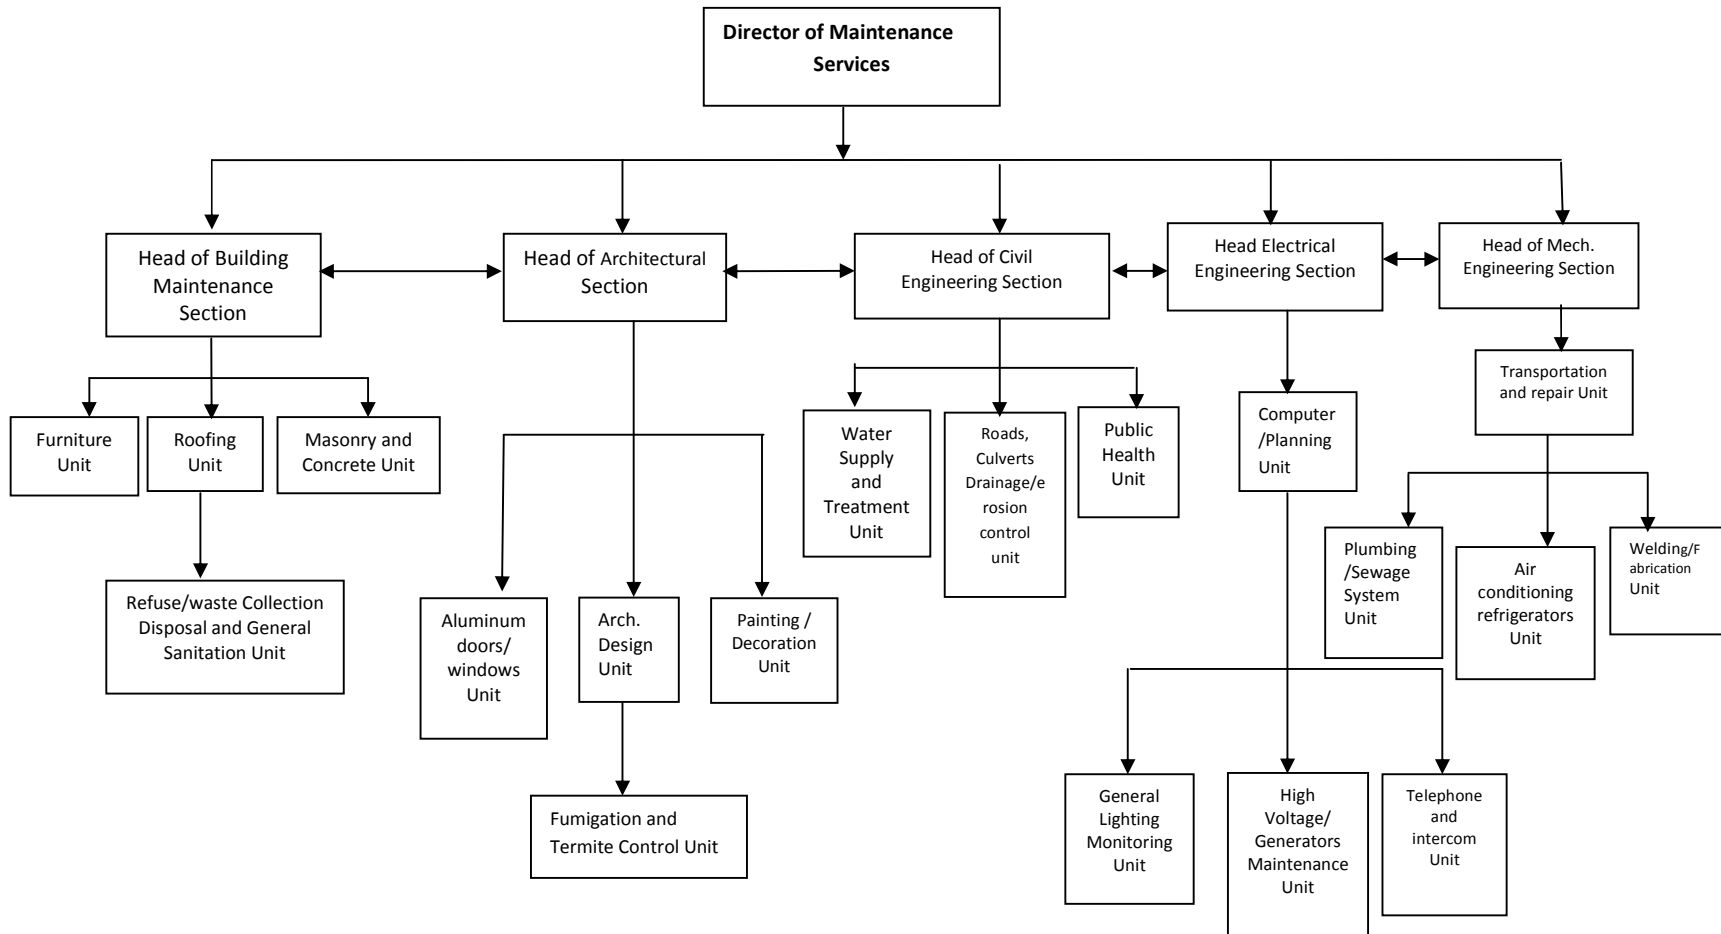 Director of Maintenance
Services
Head of Building
Maintenance
Section
Head of Architectural
Section
Head of Civil
Engineering Section
Head Electrical
Engineering Section
Head of Mech.
Engineering Section
Transportation
and repair Unit
Furniture
Unit
Roofing
Unit
Masonry and
Concrete Unit
Water
Supply
and
Treatment
Unit
Roads,
Culverts
Drainage/e
rosion
control
unit
Public
Health
Unit
Computer
/Planning
Unit
Plumbing
/Sewage
System
Unit
Air
conditioning
refrigerators
Unit
Welding/F
abrication
Unit
Refuse/waste Collection
Disposal and General
Sanitation Unit
Aluminum
doors/
windows
Unit
Arch.
Design
Unit
Painting /
Decoration
Unit
Fumigation and
Termite Control Unit
General
Lighting
Monitoring
Unit
High
Voltage/
Generators
Maintenance
Unit
Telephone
and
intercom
Unit